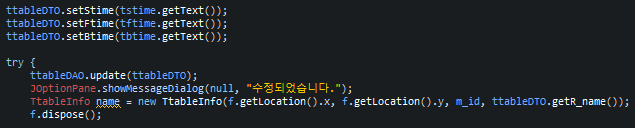 ttableDTO.setStime(tstime.getText());
ttableDTO.setFtime(tftime.getText());
ttableDTO.setBtime(tbtime.getText());
try {
ttableDAO.update(ttableDTO);
JOptionPane.showMessageDialog(null, "수정되었습니다.");
TtableInfo name = new TtableInfo(f.getLocation().x, f.getLocation().y, m_id, ttableDTO.getR_name());
f.dispose();